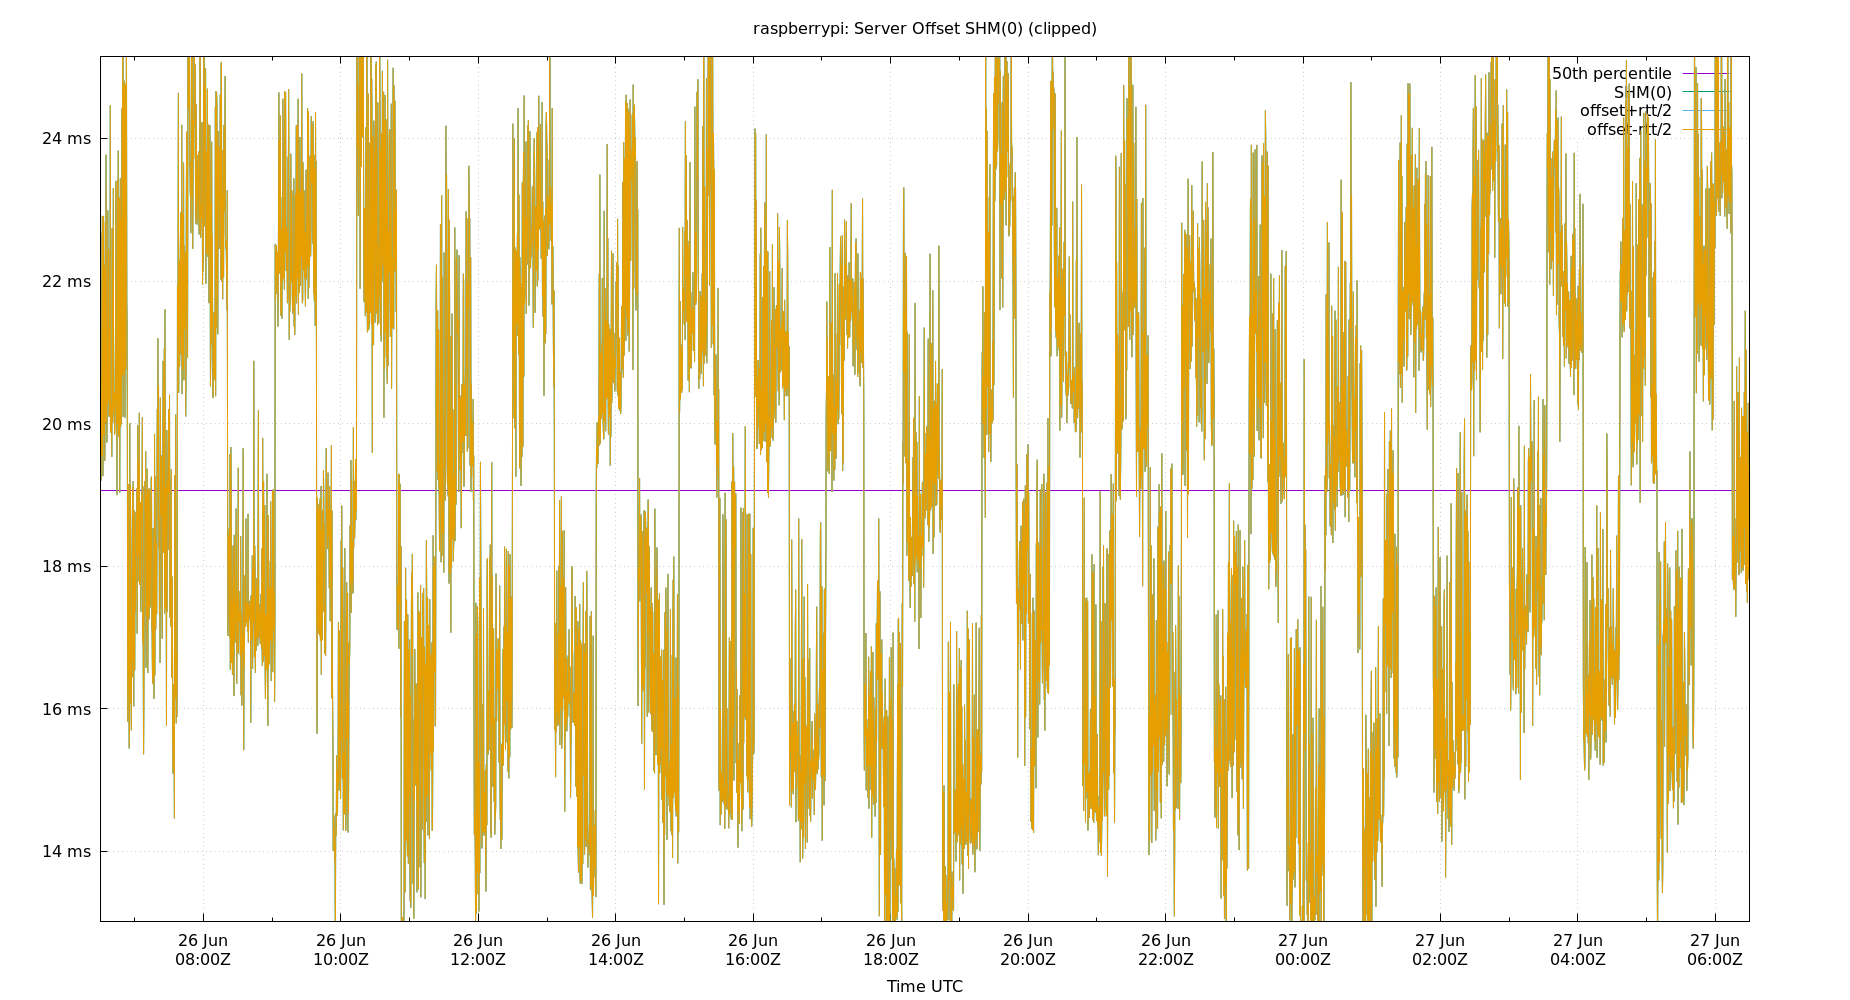 raspberrypi: Server Offset SHM(0) (clipped)
50th percentile
SHM(0)
offset+rtt/2
offset-rtt/2
24 ms
22 ms
20 ms
18 ms
16 ms
14 ms
26 Jun 26 Jun 26 Jun 26 Jun 26 Jun 26 Jun 26 Jun 26 Jun 27 Jun 27 Jun 27 Jun 27 Jun
08:00Z 10:00Z 12:00Z 14:00Z 16:00Z 18:00Z 20:00Z 22:00Z 00:00Z 02:00Z 04:00Z 06:00Z
Time UTC